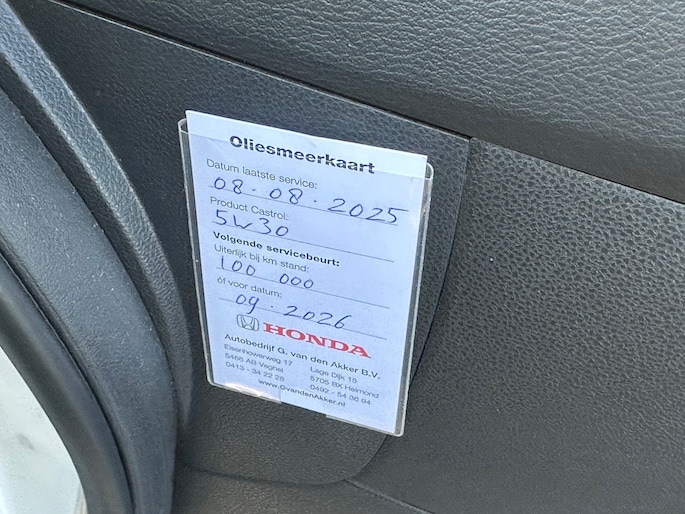 Oliesmeerkaart
Datum laatste service:
08-08-2025
Product Castrol:
5W30
Volgende servicebeurt:
Uiterlijk bij km stand:
100 000
óf voor datum:
09-2026
HONDA
Autobedrijf G. van den Akker B.V.
Eisenhowerweg 17 Lage Dijk 15
5466 AB Veghel 5705 BX Helmond
0413 - 34 22 28 0492 - 54 36 94
www.GvandenAkker.nl